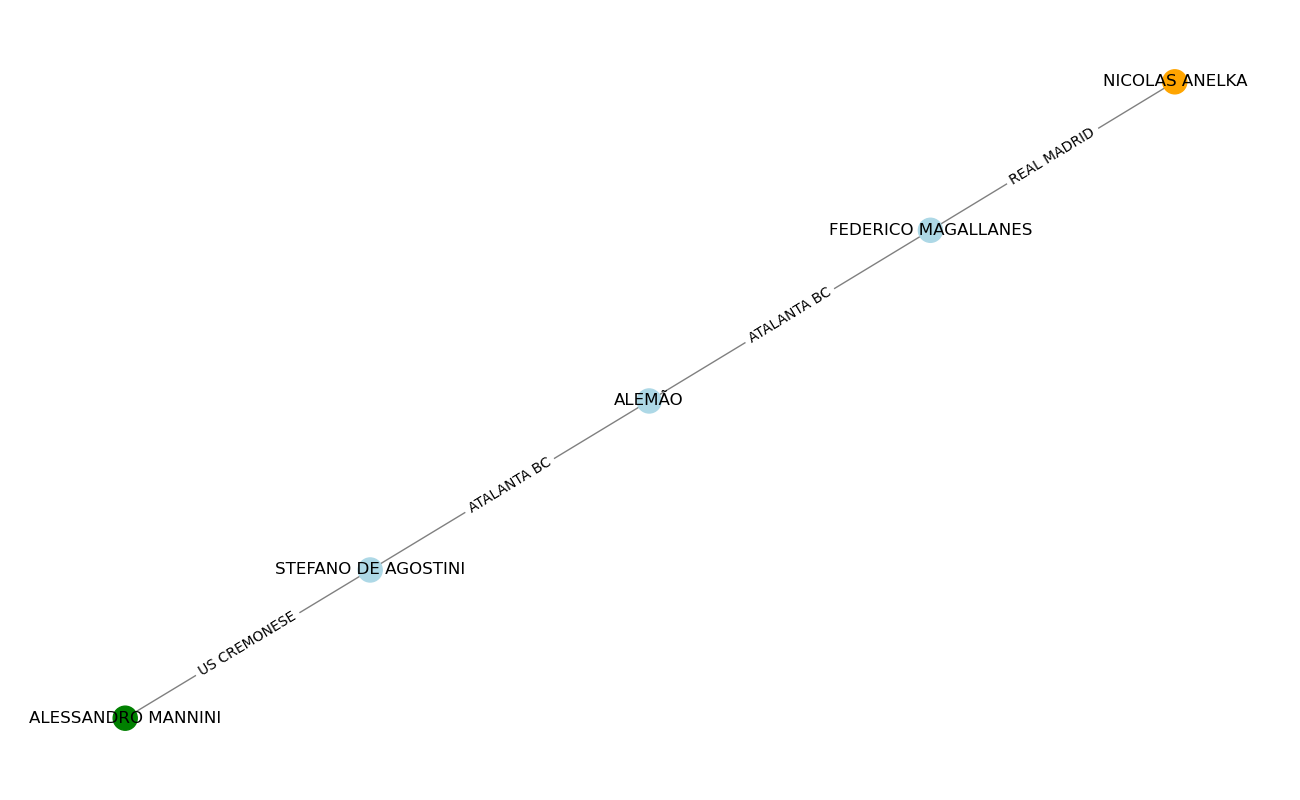 NICOLAS ANELKA
REAL MADRID
FEDERICO MAGALLANES
ATALANTA BC
ALEMÃO
ATALANTA BC
STEFANO DE AGOSTINI
US CREMONESE
ALESSANDRO MANNINI